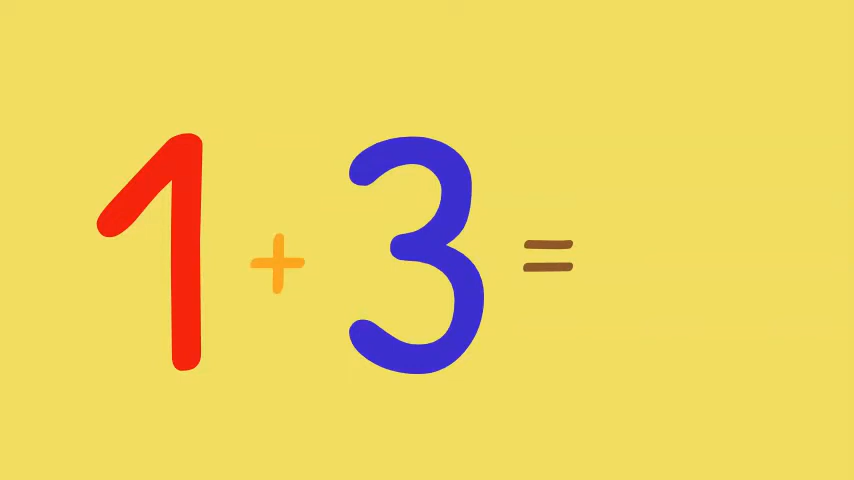 1 + 3 =